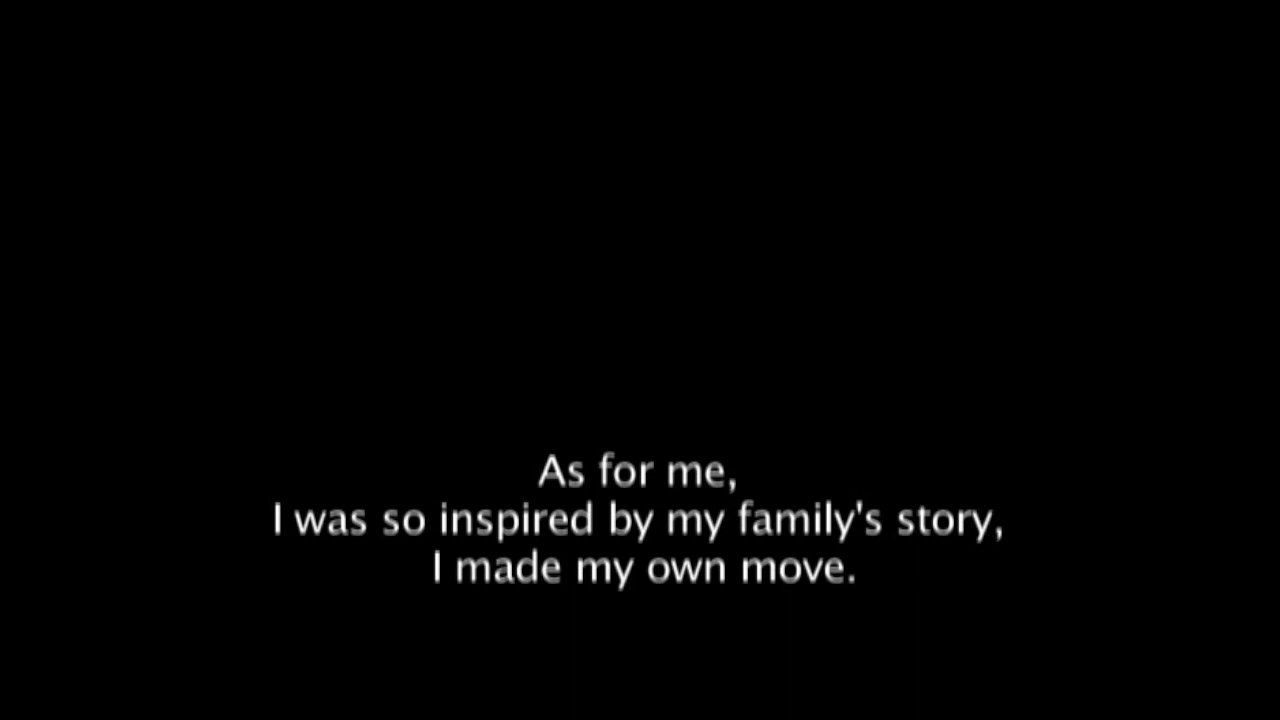 As for me,
I was so inspired by my family's story,
I made my own move.